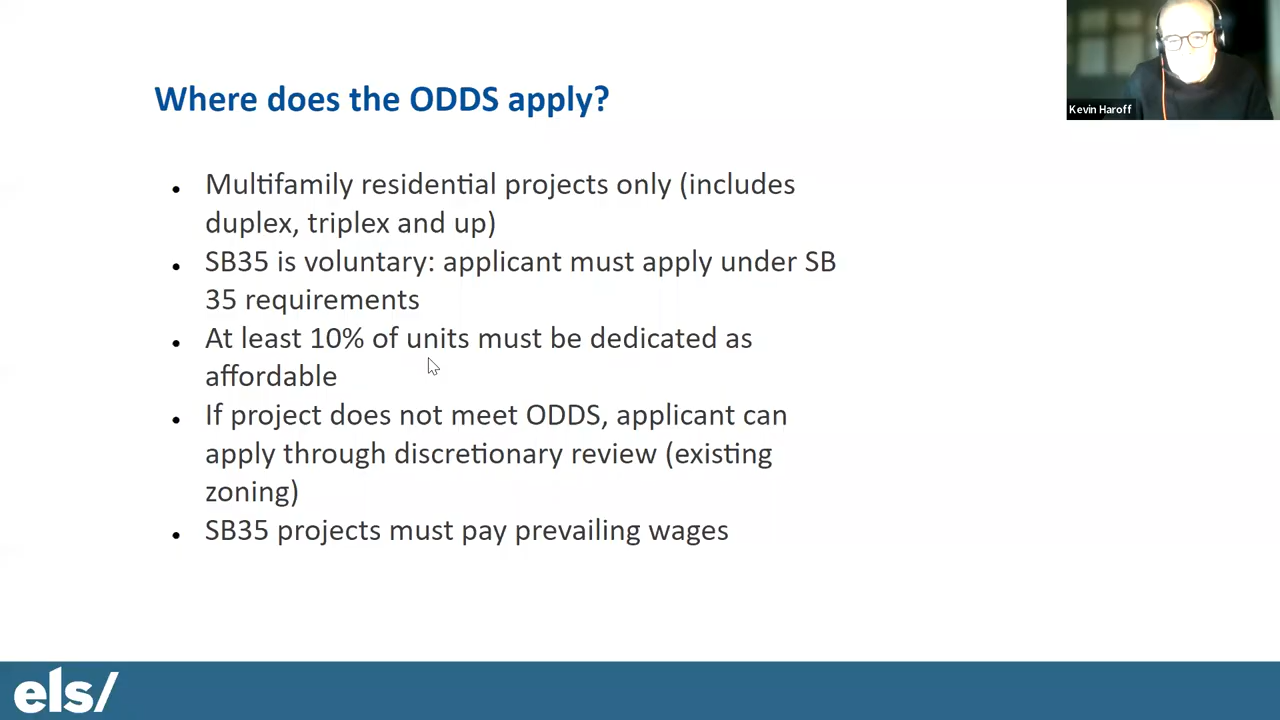 Where does the ODDS apply?
Kevin Haroff
• Multifamily residential projects only (includes
duplex, triplex and up)
• SB35 is voluntary: applicant must apply under SB
35 requirements
• At least 10% of units must be dedicated as
affordable
• If project does not meet ODDS, applicant can
apply through discretionary review (existing
zoning)
• SB35 projects must pay prevailing wages
els/